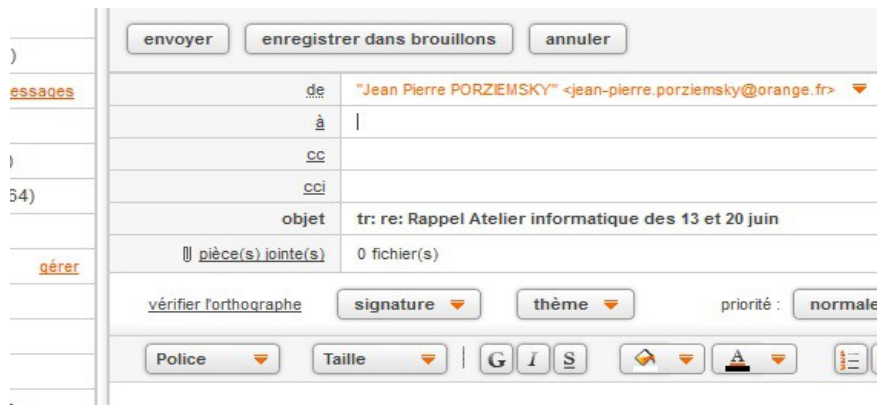 envoyer enregistrer dans brouillons annuler
)
essages
de "Jean Pierre PORZIEMSKY" <jean-pierre.porziemsky@orange.fr>
à
)
cc
64)
cci
objet tr: re: Rappel Atelier informatique des 13 et 20 juin
gérer
pièce(s) jointe(s) 0 fichier(s)
vérifier l'orthographe signature thème priorité : normale
Police Taille G I S A